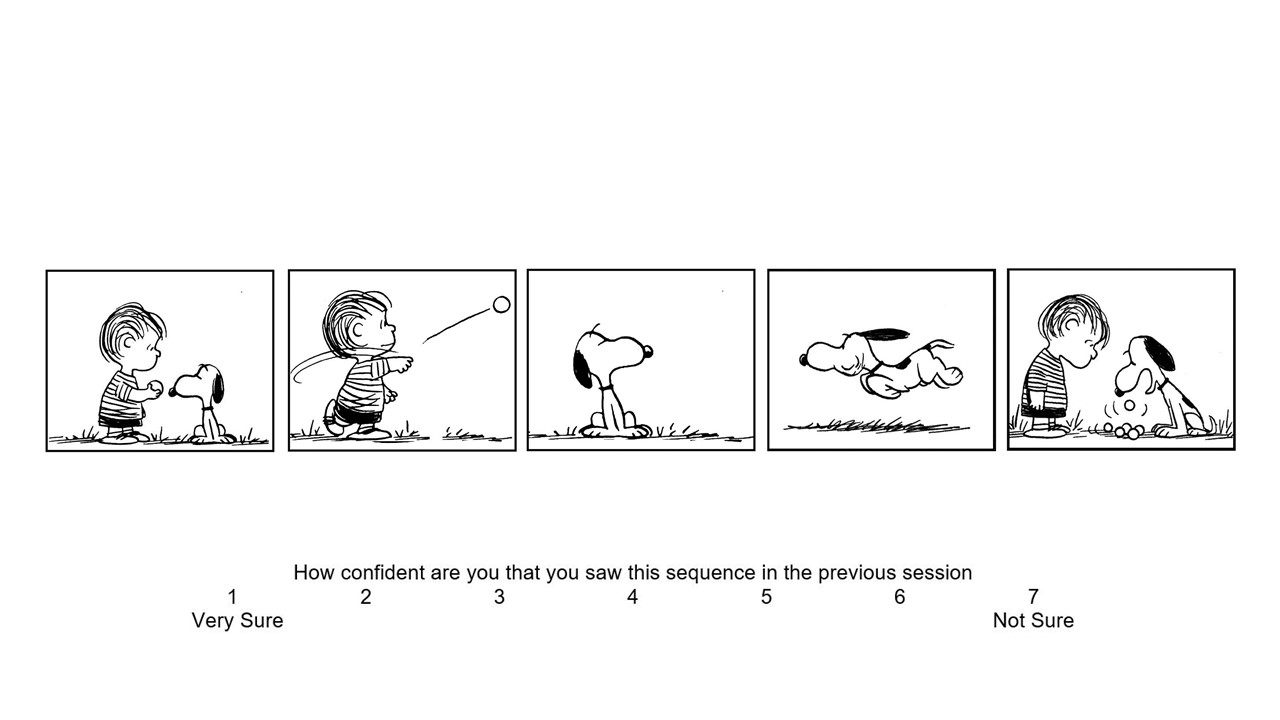 How confident are you that you saw this sequence in the previous session
1 2 3 4 5 6 7
Very Sure Not Sure